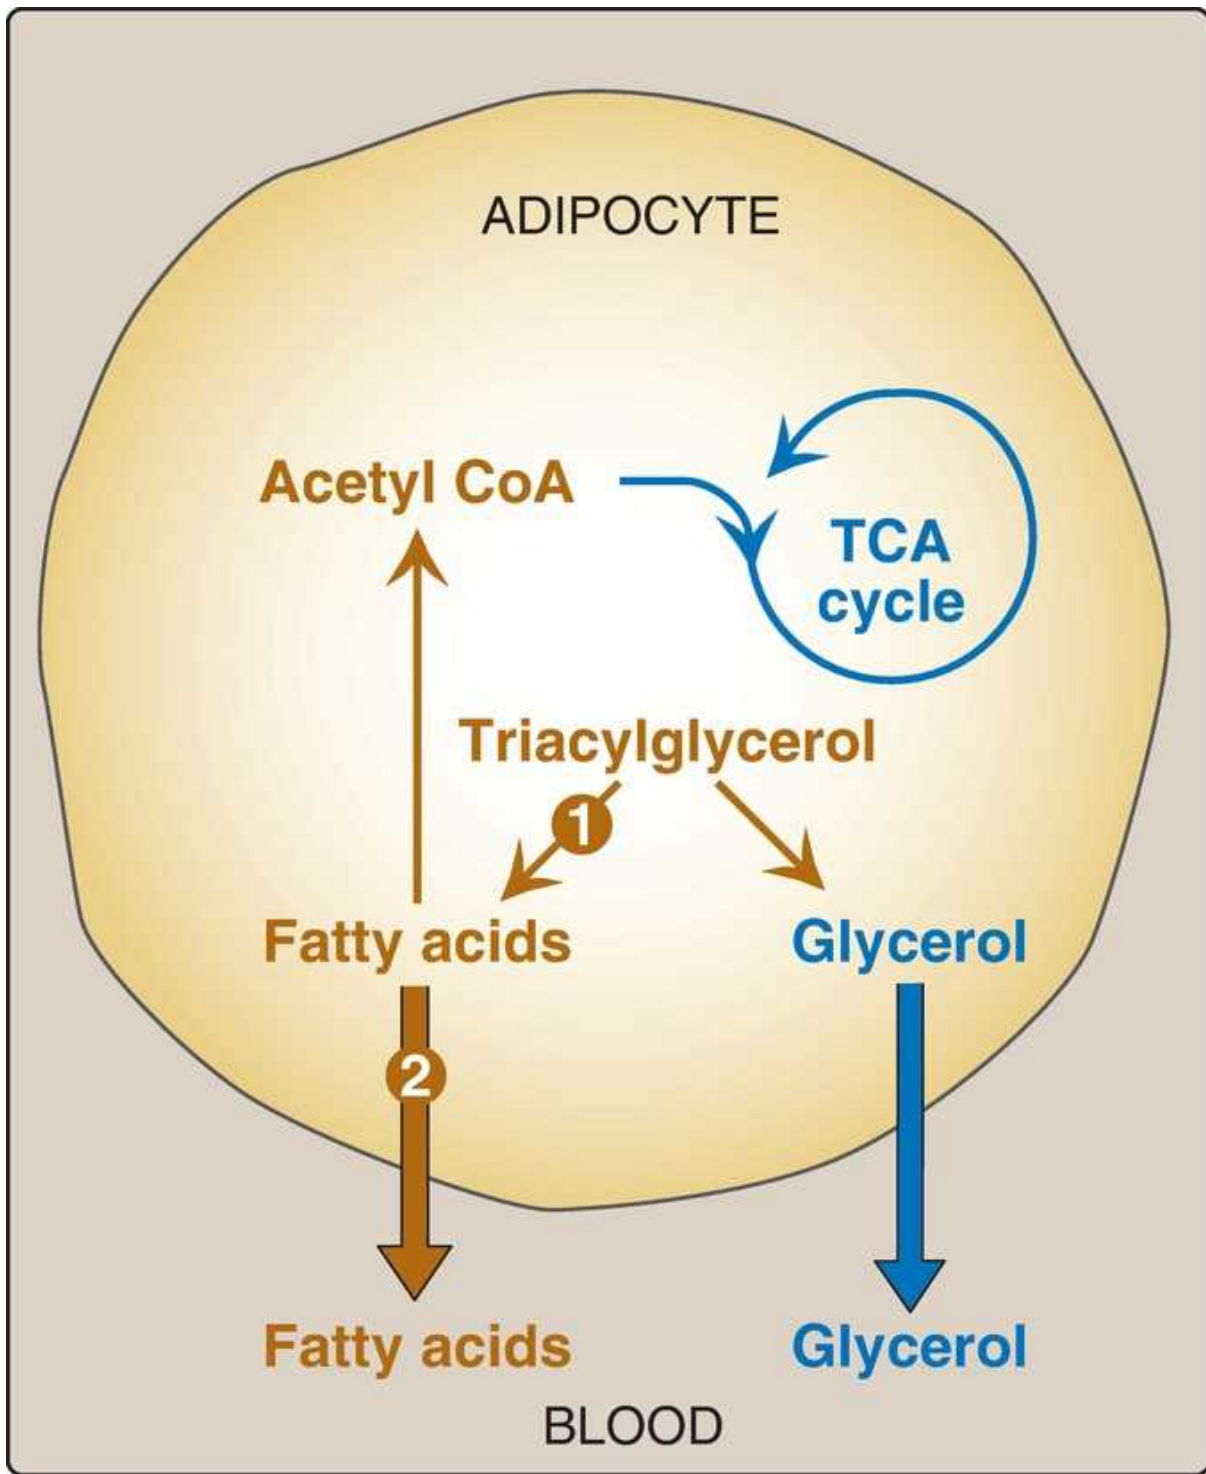 ADIPOCYTE
Acetyl CoA
TCA
cycle
Triacylglycerol
1
Fatty acids
Glycerol
2
Fatty acids
Glycerol
BLOOD